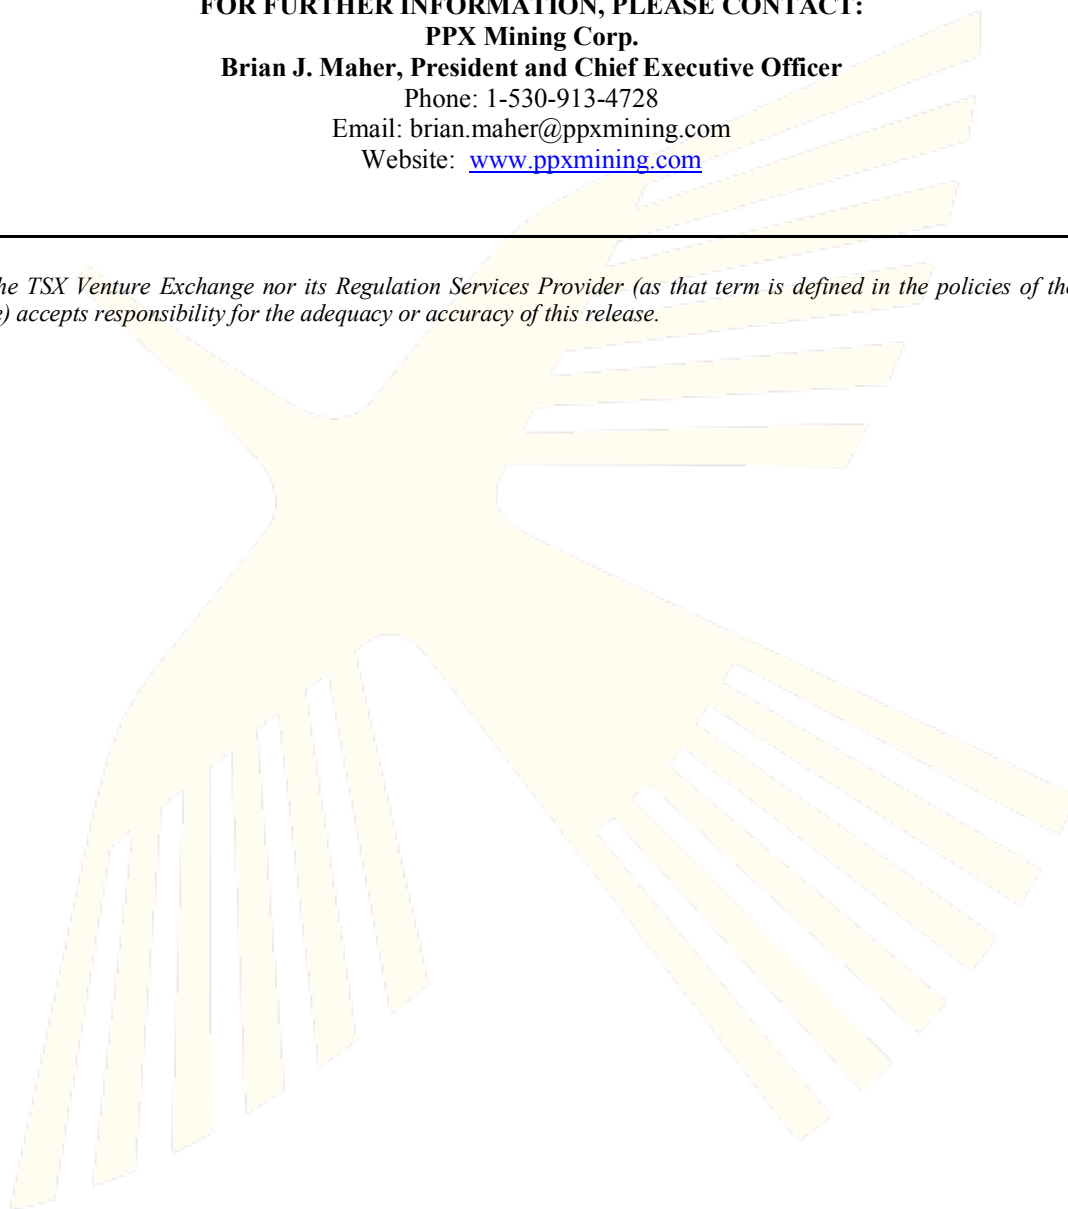 FOR FURTHER INFORMATION, PLEASE CONTACT:
PPX Mining Corp.
Brian J. Maher, President and Chief Executive Officer
Phone: 1-530-913-4728
Email: brian.maher@ppxmining.com
Website: www.ppxmining.com
TSX Venture Exchange nor its Regulation Services Provider (as that term is defined in the policies of the
accepts responsibility for the adequacy or accuracy of this release.